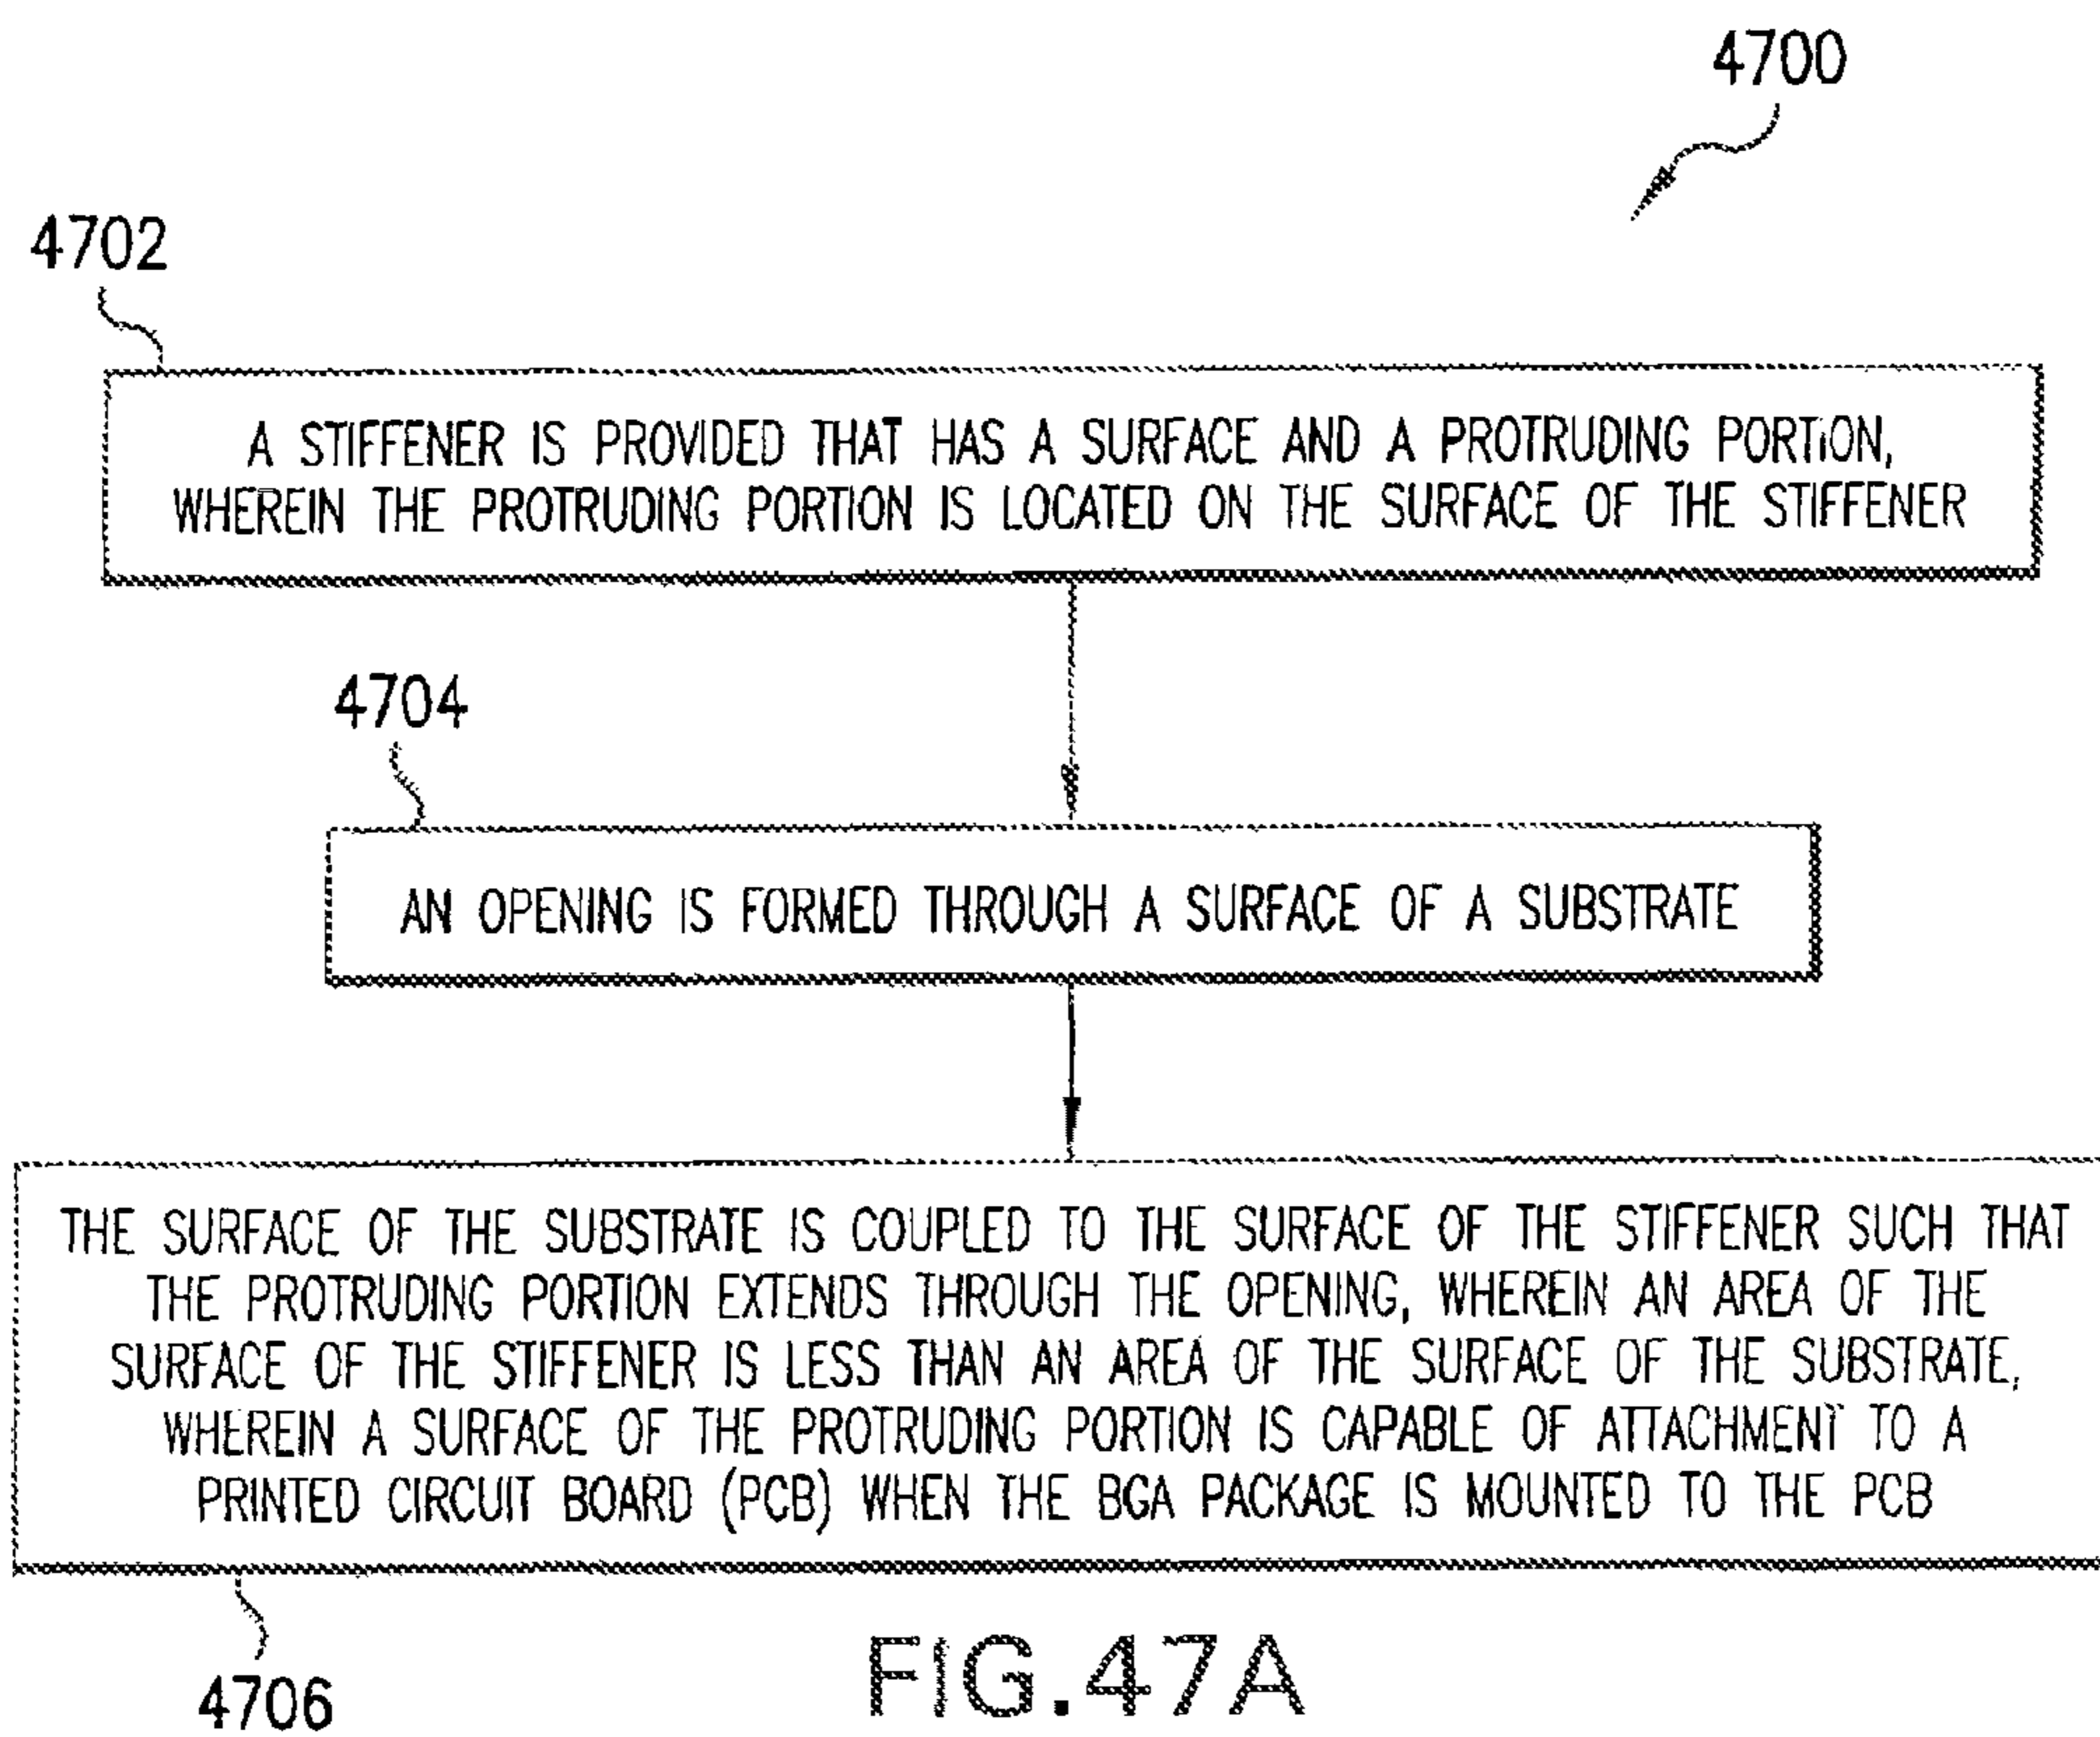 4700
4702
A STIFFENER IS PROVIDED THAT HAS A SURFACE AND A PROTRUDING PORTION,
WHEREIN THE PROTRUDING PORTION IS LOCATED ON THE SURFACE OF THE STIFFENER
4704
AN OPENING IS FORMED THROUGH A SURFACE OF A SUBSTRATE
THE SURFACE OF THE SUBSTRATE IS COUPLED TO THE SURFACE OF THE STIFFENER SUCH THAT
THE PROTRUDING PORTION EXTENDS THROUGH THE OPENING, WHEREIN AN AREA OF THE
SURFACE OF THE STIFFENER IS LESS THAN AN AREA OF THE SURFACE OF THE SUBSTRATE,
WHEREIN A SURFACE OF THE PROTRUDING PORTION IS CAPABLE OF ATTACHMENT TO A
PRINTED CIRCUIT BOARD (PCB) WHEN THE BGA PACKAGE IS MOUNTED TO THE PCB
4706
FIG.47A